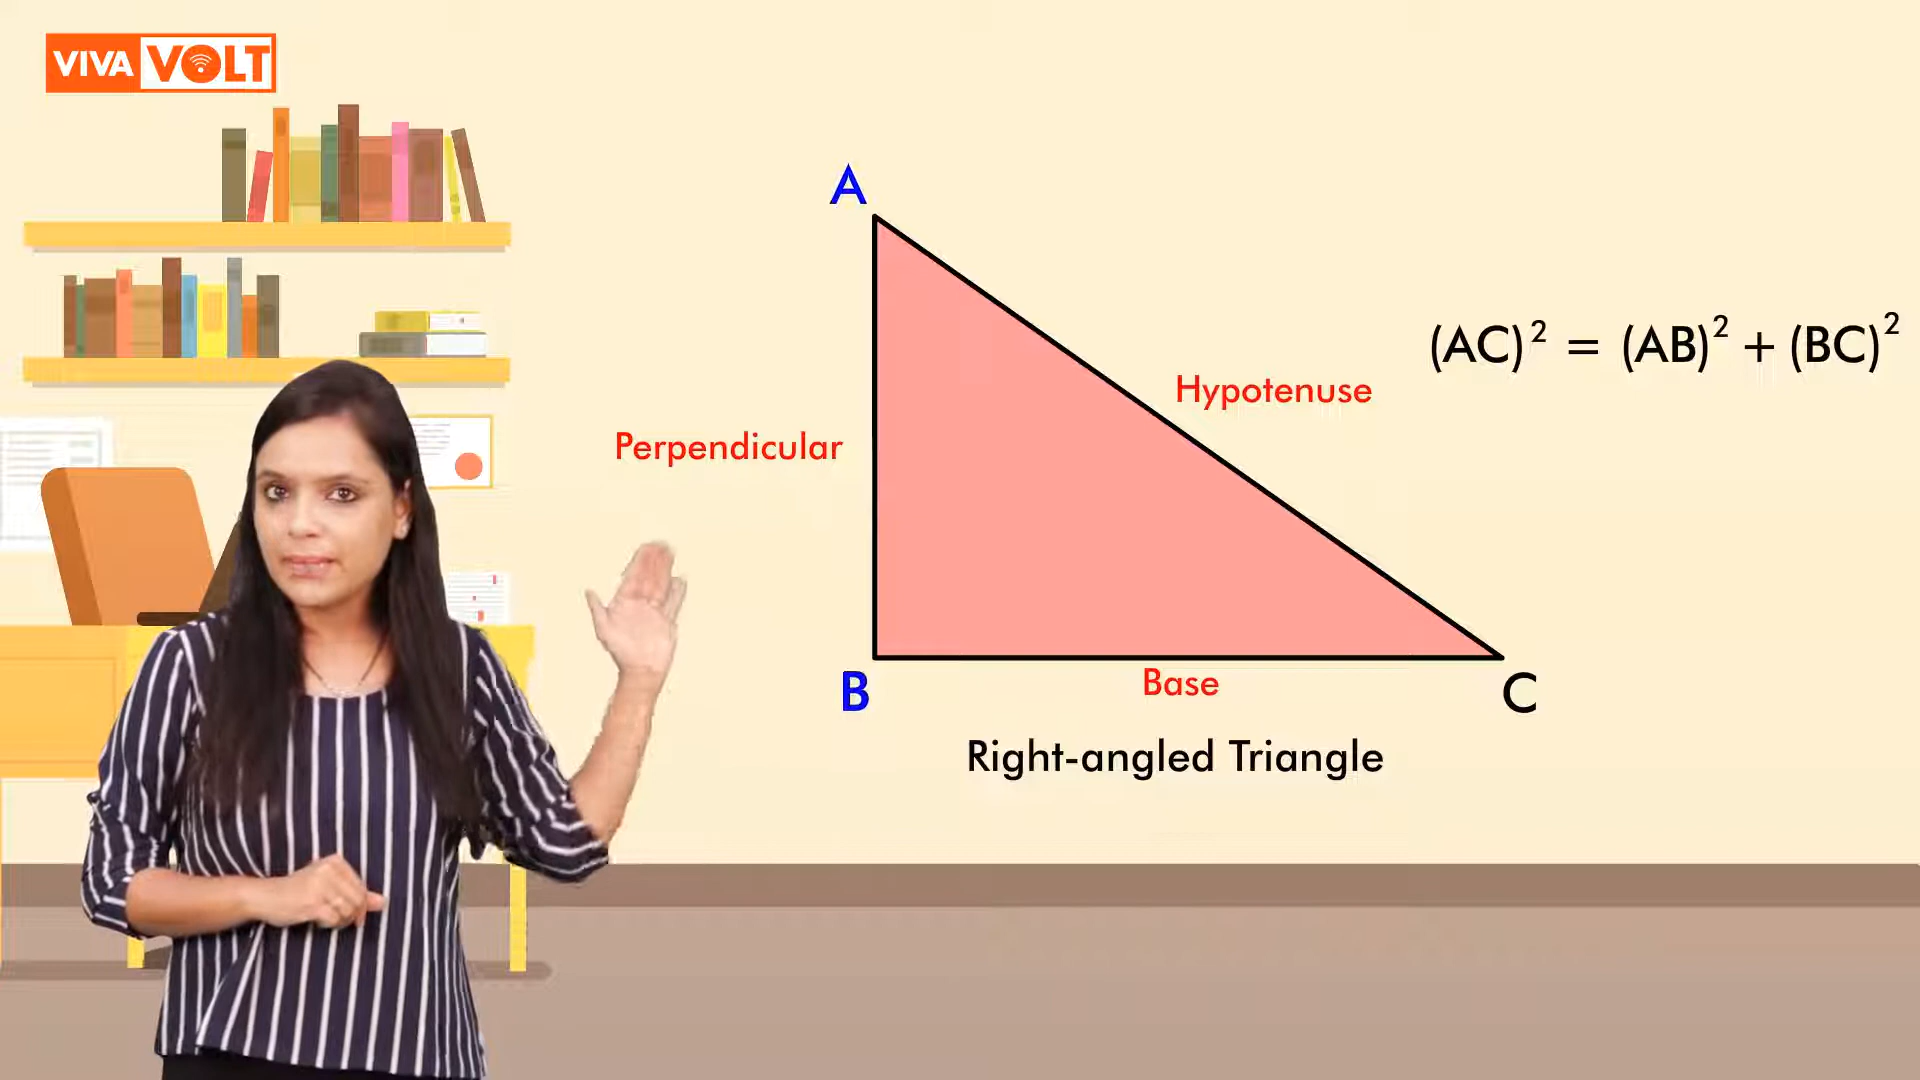 VIVA VOLT
A
(AC)² = (AB)² + (BC)²
Hypotenuse
Perpendicular
B
Base
C
Right-angled Triangle